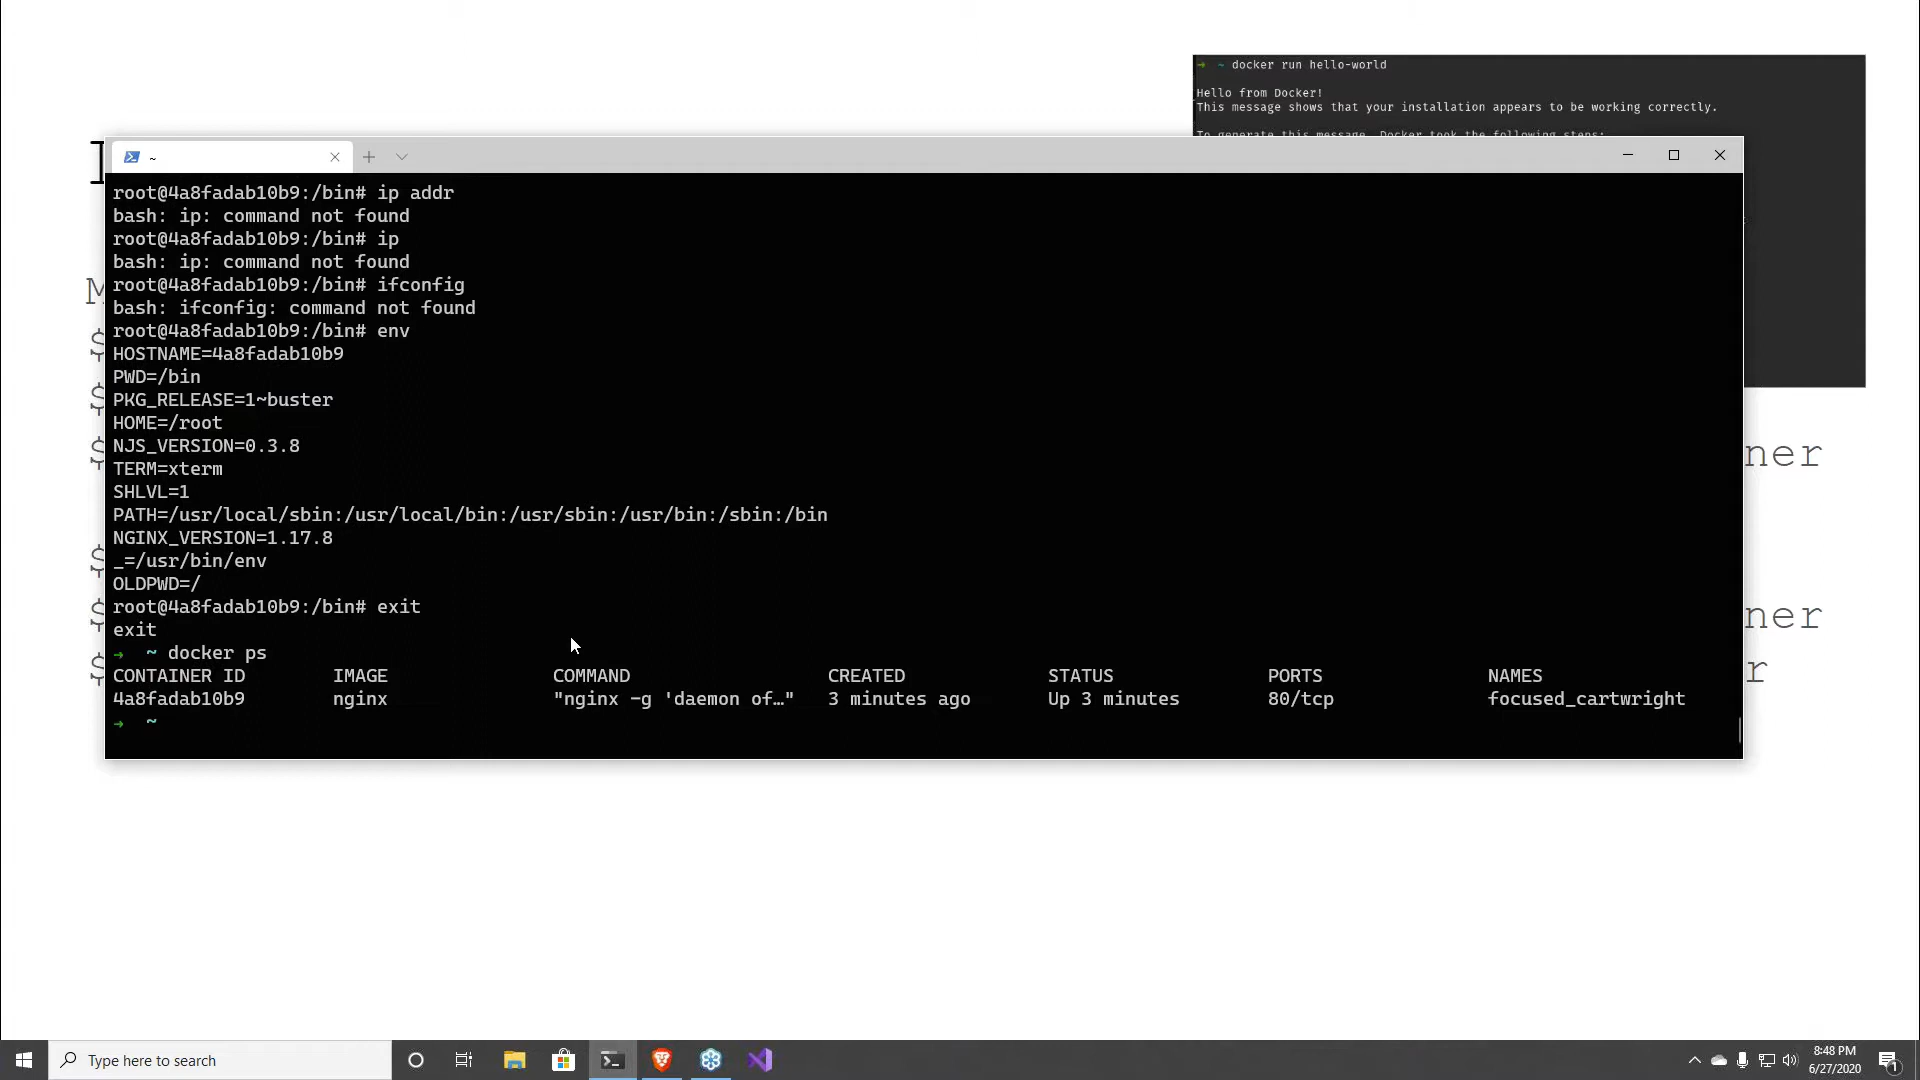 ➜ ~ docker run hello-world
Hello from Docker!
This message shows that your installation appears to be working correctly.
To generate this message, Docker took the following steps:
~
root@4a8fadab10b9:/bin# ip addr
bash: ip: command not found
root@4a8fadab10b9:/bin# ip
bash: ip: command not found
root@4a8fadab10b9:/bin# ifconfig
bash: ifconfig: command not found
root@4a8fadab10b9:/bin# env
HOSTNAME=4a8fadab10b9
PWD=/bin
PKG_RELEASE=1~buster
HOME=/root
NJS_VERSION=0.3.8
TERM=xterm
SHLVL=1
PATH=/usr/local/sbin:/usr/local/bin:/usr/sbin:/usr/bin:/sbin:/bin
NGINX_VERSION=1.17.8
_=/usr/bin/env
OLDPWD=/
root@4a8fadab10b9:/bin# exit
exit
➜ ~ docker ps
CONTAINER ID IMAGE COMMAND CREATED STATUS PORTS NAMES
4a8fadab10b9 nginx "nginx -g 'daemon of…" 3 minutes ago Up 3 minutes 80/tcp focused_cartwright
➜ ~
$
$
$
ner
$
$
ner
$
r
Type here to search
8:48 PM
6/27/2020
1